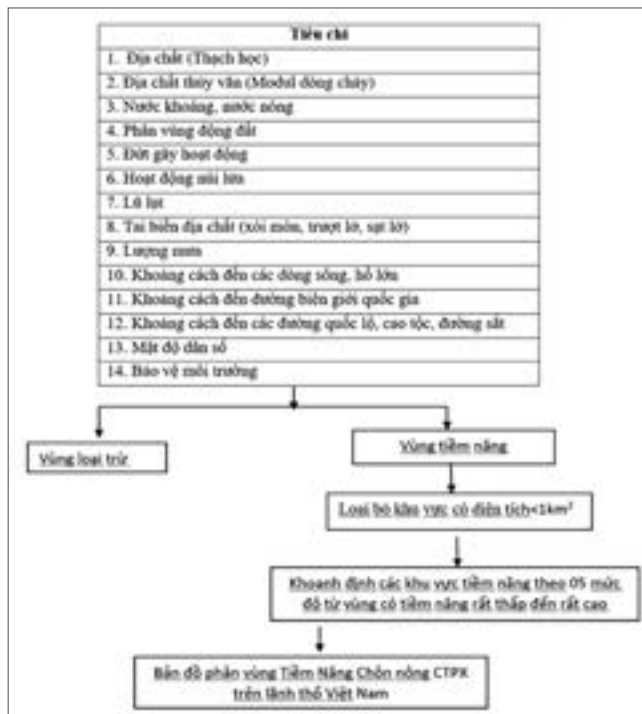 Tiêu chí
1. Địa chất (Thạch học)
2. Địa chất thủy văn (Modul dòng chảy)
3. Nước khoáng, nước nóng
4. Phân vùng động đất
5. Đứt gãy hoạt động
6. Hoạt động núi lửa
7. Lũ lụt
8. Tai biến địa chất (xói mòn, trượt lở, sạt lở)
9. Lượng mưa
10. Khoảng cách đến các dòng sông, hồ lớn
11. Khoảng cách đến đường biên giới quốc gia
12. Khoảng cách đến các đường quốc lộ, cao tộc, đường sắt
13. Mật độ dân số
14. Bảo vệ môi trường
Vùng loại trừ
Vùng tiềm năng
Loại bỏ khu vực có diện tích<1km²
Khoanh định các khu vực tiềm năng theo 05 mức
độ từ vùng có tiềm năng rất thấp đến rất cao
Bản đồ phân vùng Tiềm Năng Chôn nông CTPX
trên lãnh thổ Việt Nam